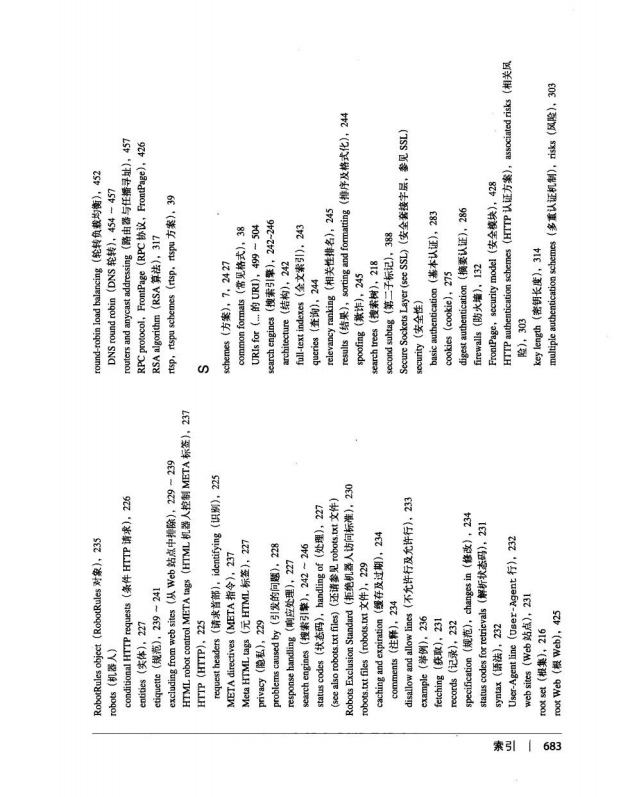 RobotRules object（RobotRules 对象），235
robots（机器人）
conditional HTTP requests（条件 HTTP 请求），226
entities（实体），227
etiquette（规范），239 ~ 241
excluding from web sites（从 Web 站点中排除），229 ~ 239
HTML robot control META tags（HTML 机器人控制 META 标签），237
HTTP（HTTP），225
request headers（请求首部），identifying（识别），225
META directives（META 指令），237
Meta HTML tags（元 HTML 标签），227
privacy（隐私），229
problems caused by（引发的问题），228
response handling（响应处理），227
search engines（搜索引擎），242 ~ 246
status codes（状态码），handling of（处理），227
(see also robots.txt files)（还请参见 robots.txt 文件）
Robots Exclusion Standard（拒绝机器人访问标准），230
robots.txt files（robots.txt 文件），229
caching and expiration（缓存及过期），234
comments（注释），234
disallow and allow lines（不允许行及允许行），233
example（举例），236
fetching（获取），231
records（记录），232
specification（规范），changes in（修改），234
status codes for retrievals（解析状态码），231
syntax（语法），232
User-Agent line（User-Agent 行），232
web sites（Web 站点），231
root set（根集），216
root Web（根 Web），425
round-robin load balancing（轮转负载均衡），452
DNS round robin（DNS 轮转），454 ~ 457
routers and anycast addressing（路由器与任播寻址），457
RPC protocol，FrontPage（RPC 协议，FrontPage），426
RSA algorithm（RSA 算法），317
rtsp，rtspu schemes（rtsp，rtspu 方案），39
S
schemes（方案），7，24 27
common formats（常见格式），38
URIs for（… 的 URI），499 ~ 504
search engines（搜索引擎），242-246
architecture（结构），242
full-text indexes（全文索引），243
queries（查询），244
relevancy ranking（相关性排名），245
results（结果），sorting and formatting（排序及格式化），244
spoofing（欺诈），245
search trees（搜索树），218
second subtag（第二子标记），388
Secure Sockets Layer (see SSL)（安全套接字层，参见 SSL）
security（安全性）
basic authentication（基本认证），283
cookies（cookie），275
digest authentication（摘要认证），286
firewalls（防火墙），132
FrontPage，security model（安全模块），428
HTTP authentication schemes（HTTP 认证方案），associated risks（相关风
险），303
key length（密钥长度），314
multiple authentication schemes（多重认证机制），risks（风险），303
索引 | 683